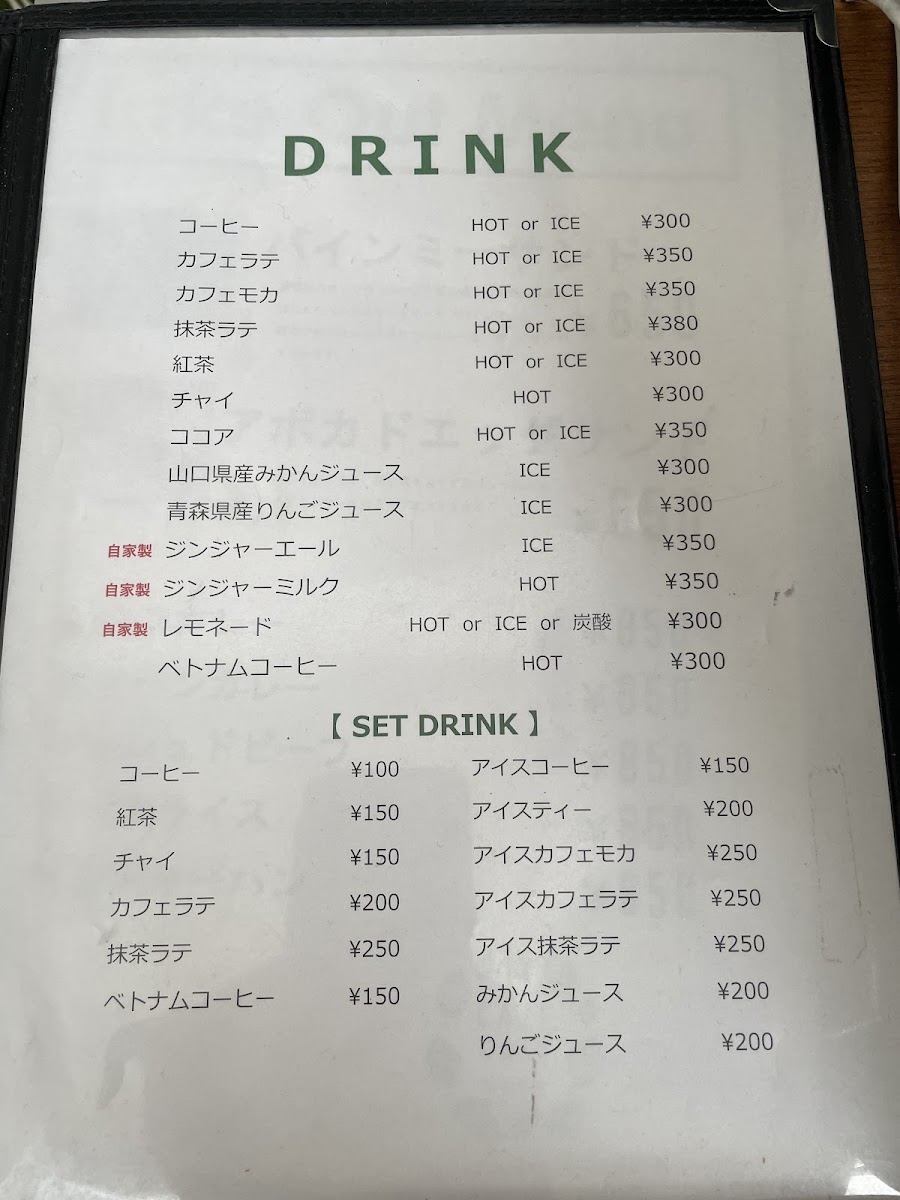 DRINK
コーヒー HOT or ICE ¥300
カフェラテ HOT or ICE ¥350
カフェモカ HOT or ICE ¥350
抹茶ラテ HOT or ICE ¥380
紅茶 HOT or ICE ¥300
チャイ HOT ¥300
ココア HOT or ICE ¥350
山口県産みかんジュース ICE ¥300
青森県産りんごジュース ICE ¥300
自家製 ジンジャーエール ICE ¥350
自家製 ジンジャーミルク HOT ¥350
自家製 レモネード HOT or ICE or 炭酸 ¥300
ベトナムコーヒー HOT ¥300
【 SET DRINK 】
コーヒー ¥100 アイスコーヒー ¥150
紅茶 ¥150 アイスティー ¥200
チャイ ¥150 アイスカフェモカ ¥250
カフェラテ ¥200 アイスカフェラテ ¥250
抹茶ラテ ¥250 アイス抹茶ラテ ¥250
ベトナムコーヒー ¥150 みかんジュース ¥200
りんごジュース ¥200